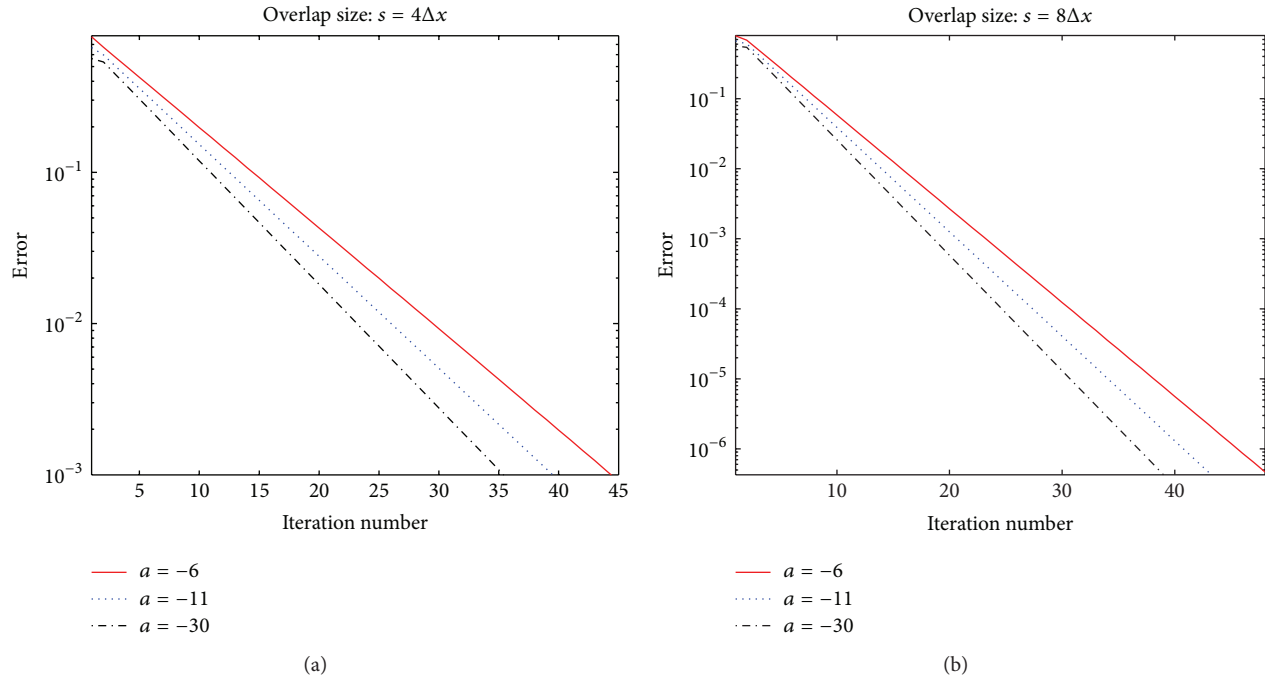 Overlap size: s = 4Δx
10⁻¹
10⁻²
10⁻³
Error
5 10 15 20 25 30 35 40 45
Iteration number
a = −6
a = −11
a = −30
(a)
Overlap size: s = 8Δx
10⁻¹
10⁻²
10⁻³
10⁻⁴
10⁻⁵
10⁻⁶
Error
10 20 30 40
Iteration number
a = −6
a = −11
a = −30
(b)